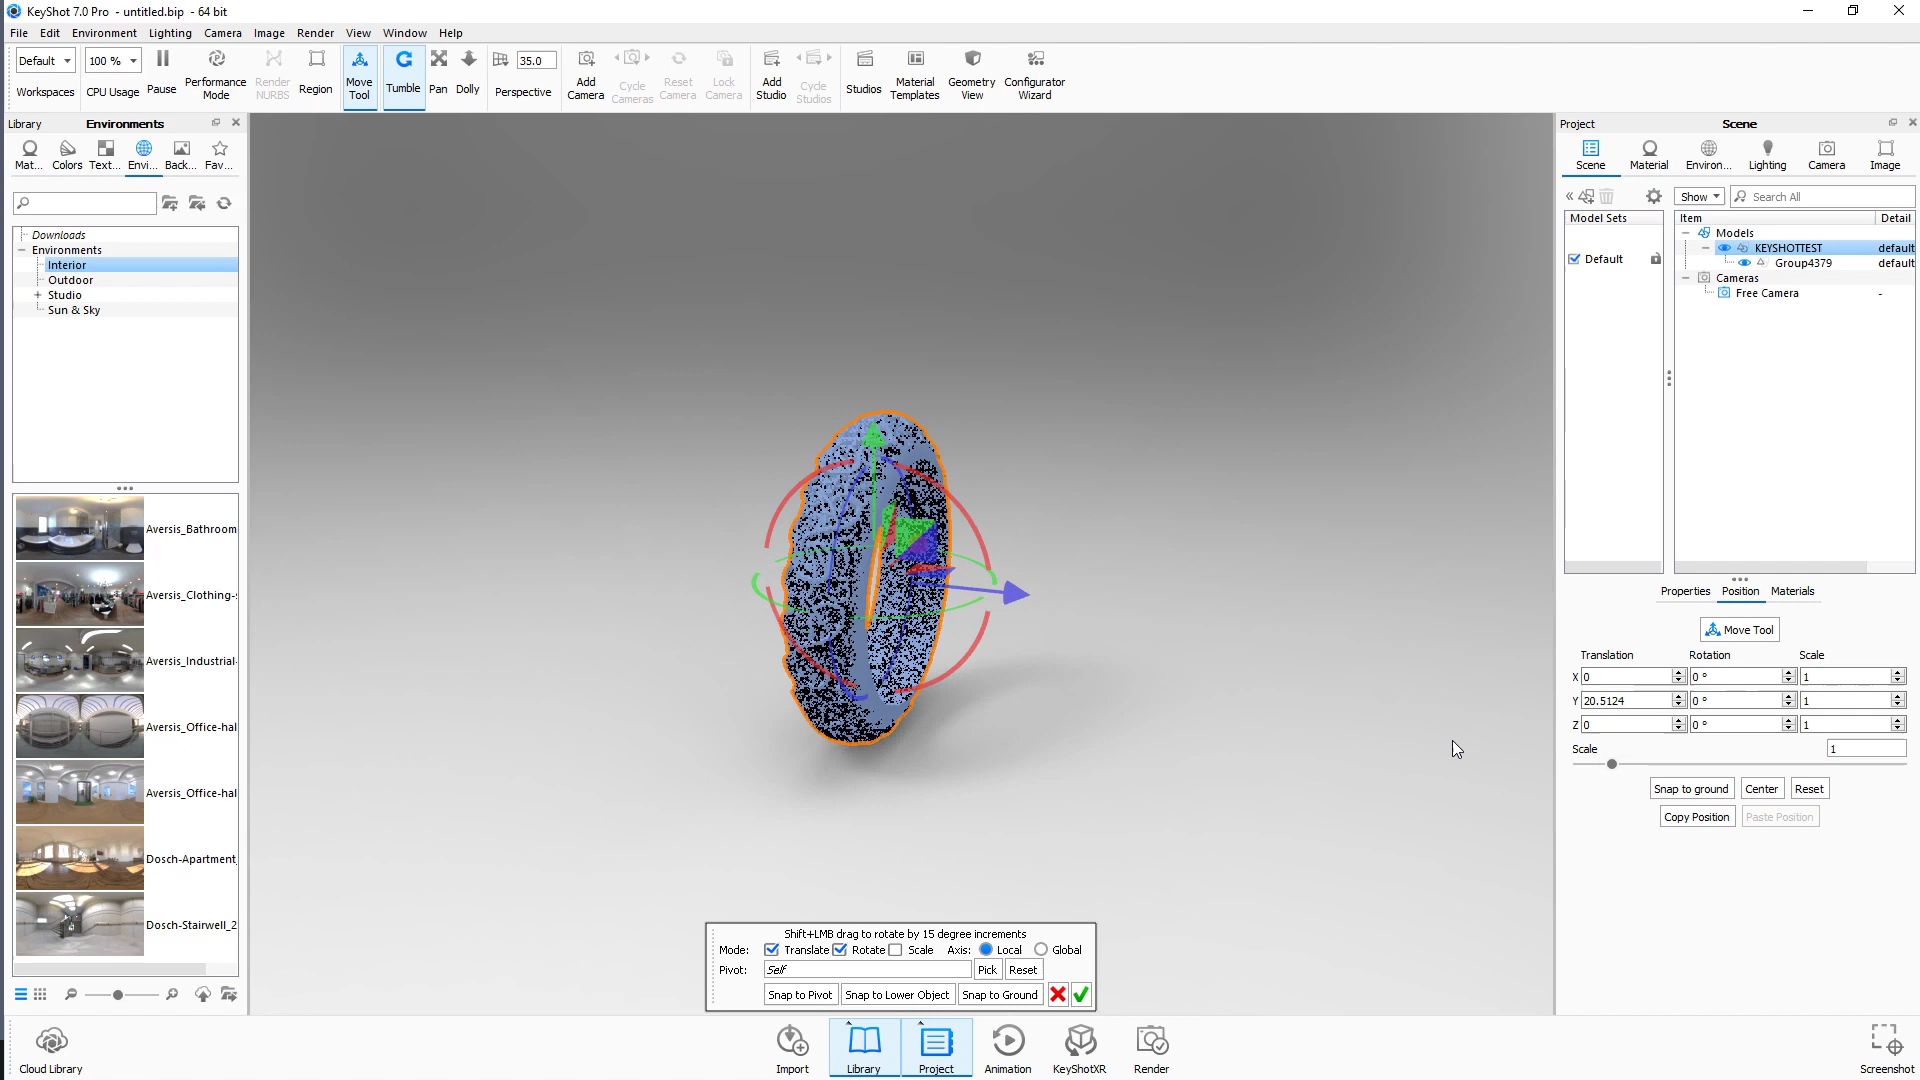 KeyShot 7.0 Pro - untitled.bip - 64 bit
File Edit Environment Lighting Camera Image Render View Window Help
Default 100 % 35.0
Workspaces CPU Usage Pause Performance Mode Render NURBS Region Move Tool Tumble Pan Dolly Perspective Add Camera Cycle Cameras Reset Camera Lock Camera Add Studio Cycle Studios Studios Material Templates Geometry View Configurator Wizard
Library Environments
Mat... Colors Text... Envi... Back... Fav...
Downloads
Environments
Interior
Outdoor
Studio
Sun & Sky
Aversis_Bathroom
Aversis_Clothing-s
Aversis_Industrial-
Aversis_Office-hal
Aversis_Office-hal
Dosch-Apartment_
Dosch-Stairwell_2
Project Scene
Scene Material Environ... Lighting Camera Image
Show Search All
Model Sets
Default
Item Detail
Models
KEYSHOTTEST default
Group4379 default
Cameras
Free Camera -
Properties Position Materials
Move Tool
Translation Rotation Scale
X 0 0 ° 1
Y 20.5124 0 ° 1
Z 0 0 ° 1
Scale 1
Snap to ground Center Reset
Copy Position Paste Position
Shift+LMB drag to rotate by 15 degree increments
Mode: Translate Rotate Scale Axis: Local Global
Pivot: Self Pick Reset
Snap to Pivot Snap to Lower Object Snap to Ground
Cloud Library Import Library Project Animation KeyShotXR Render Screenshot